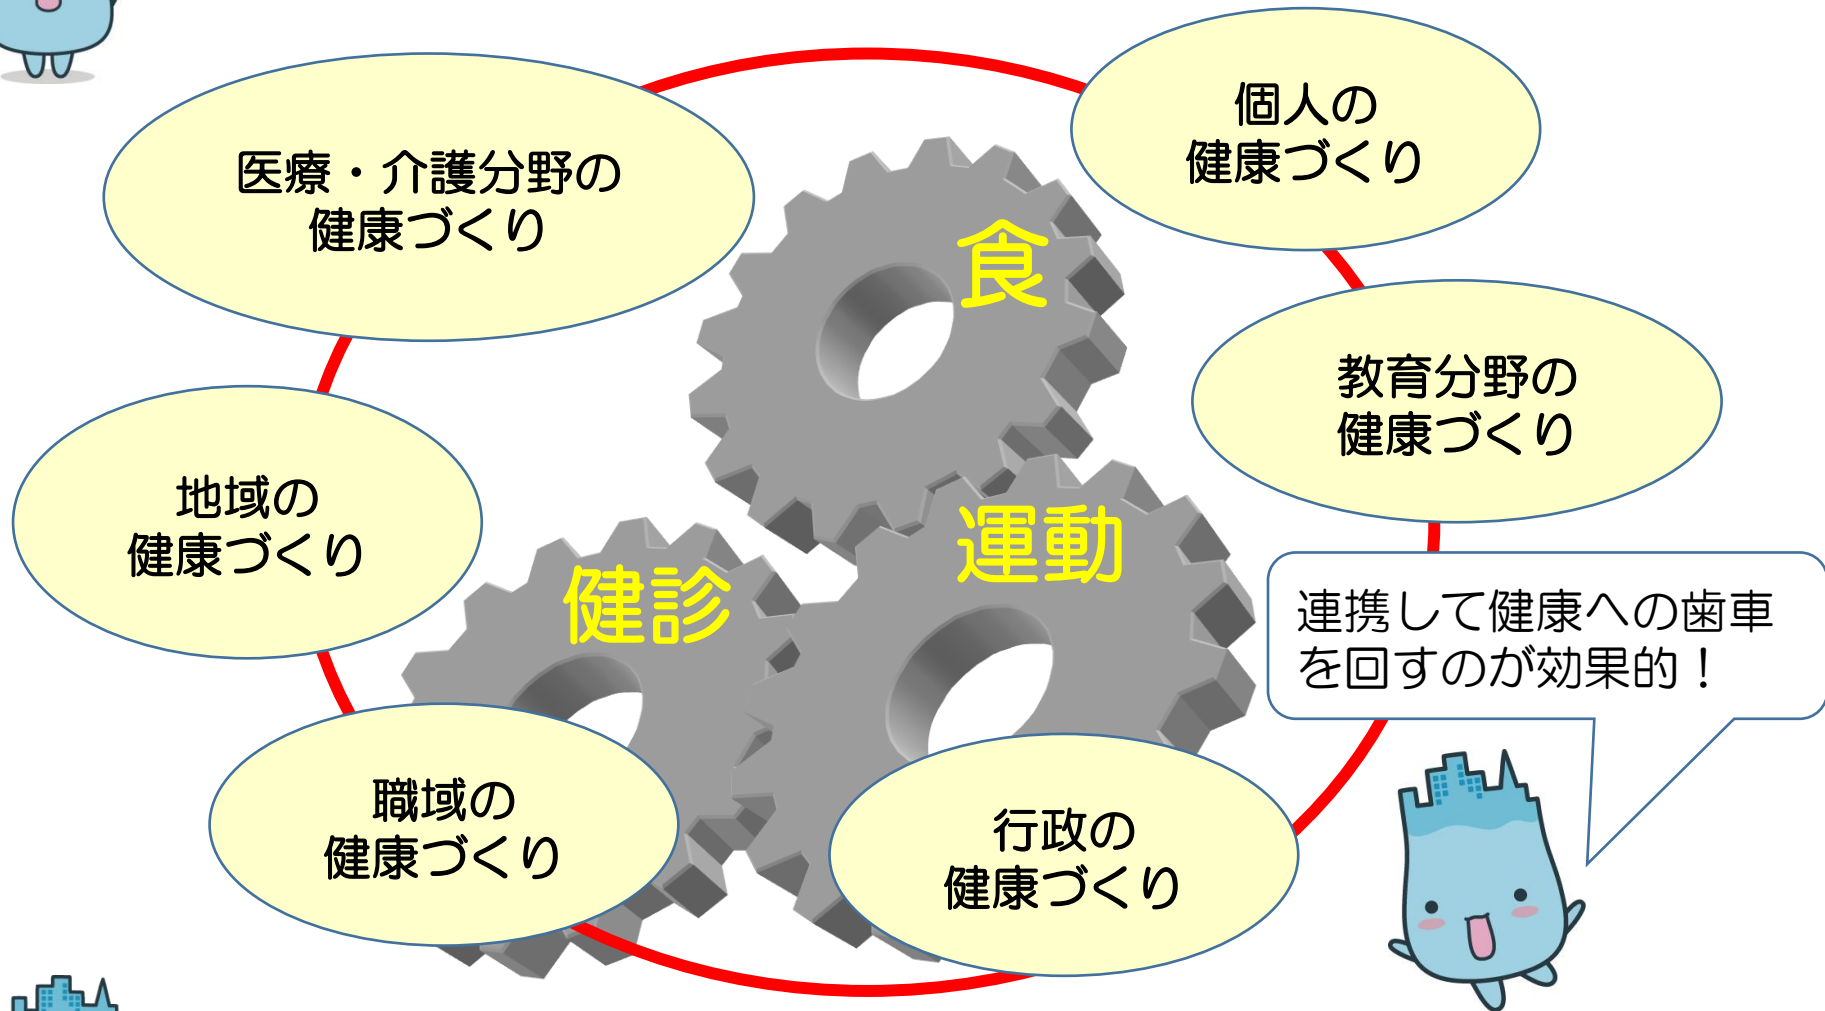 医療・介護分野の
健康づくり
個人の
健康づくり
食
教育分野の
健康づくり
地域の
健康づくり
運動
健診
連携して健康への歯車
を回すのが効果的！
職域の
健康づくり
行政の
健康づくり